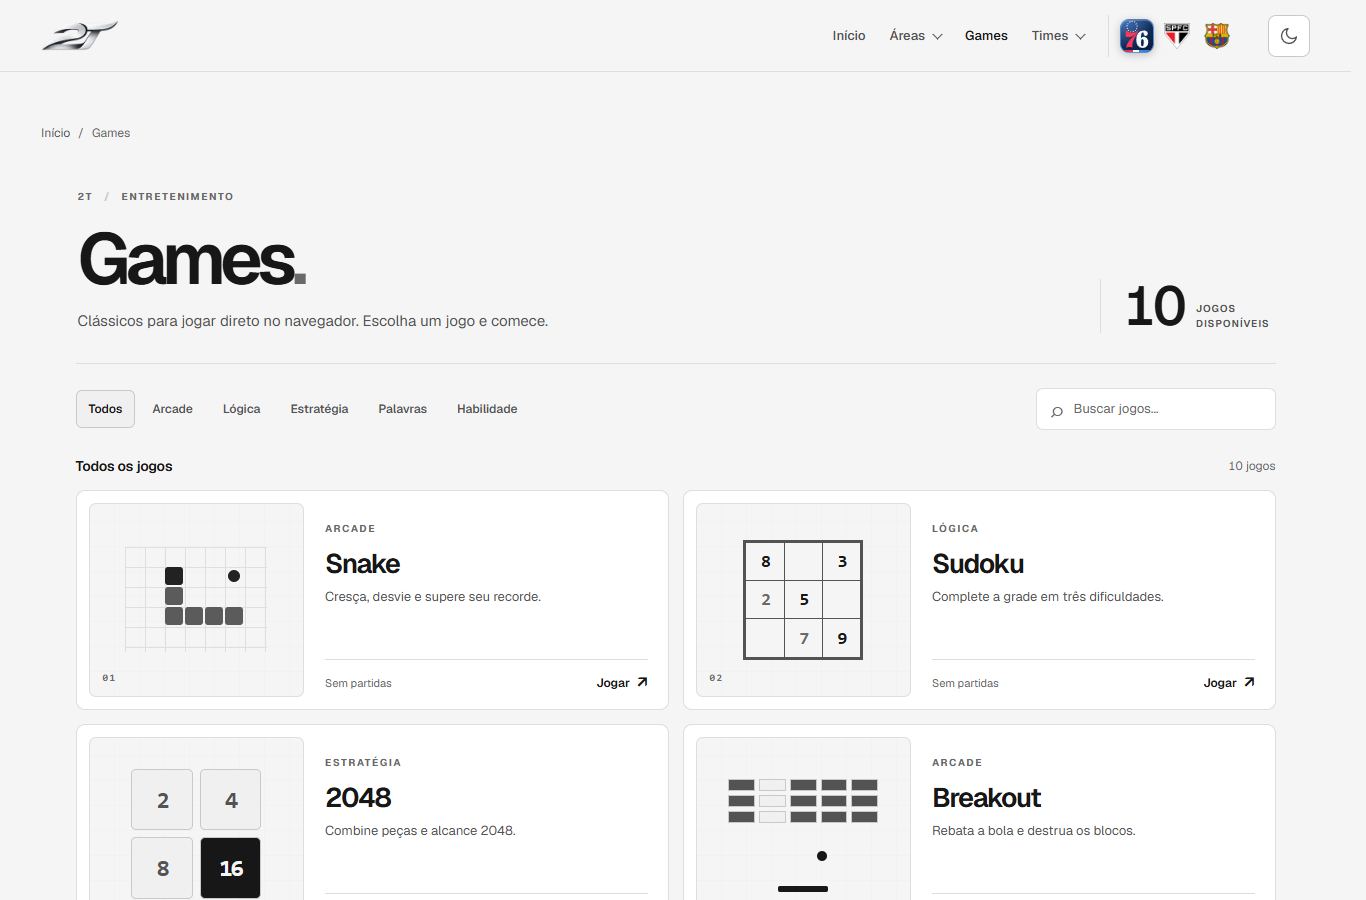 2T
Início
Áreas
Games
Times
76
SPFC
Início / Games
2T / ENTRETENIMENTO
Games.
Clássicos para jogar direto no navegador. Escolha um jogo e comece.
10 JOGOS
DISPONÍVEIS
Todos
Arcade
Lógica
Estratégia
Palavras
Habilidade
Buscar jogos...
Todos os jogos
10 jogos
01
ARCADE
Snake
Cresça, desvie e supere seu recorde.
Sem partidas
Jogar
8 3
2 5
7 9
02
LÓGICA
Sudoku
Complete a grade em três dificuldades.
Sem partidas
Jogar
2 4
8 16
ESTRATÉGIA
2048
Combine peças e alcance 2048.
ARCADE
Breakout
Rebata a bola e destrua os blocos.